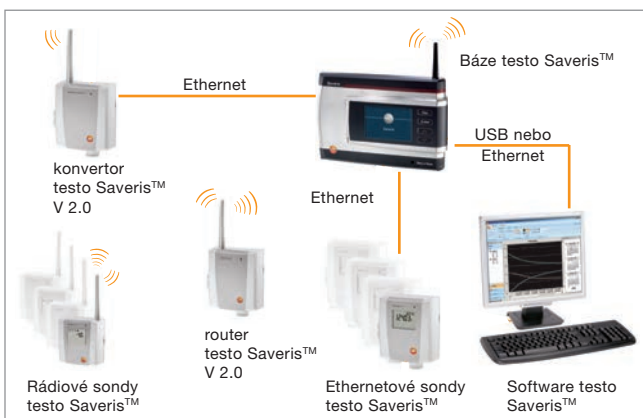 Báze testo Saveris™
Ethernet
USB nebo
Ethernet
konvertor
testo Saveris™
V 2.0
Ethernet
router
testo Saveris™
V 2.0
Rádiové sondy
testo Saveris™
Ethernetové sondy
testo Saveris™
Software testo
Saveris™